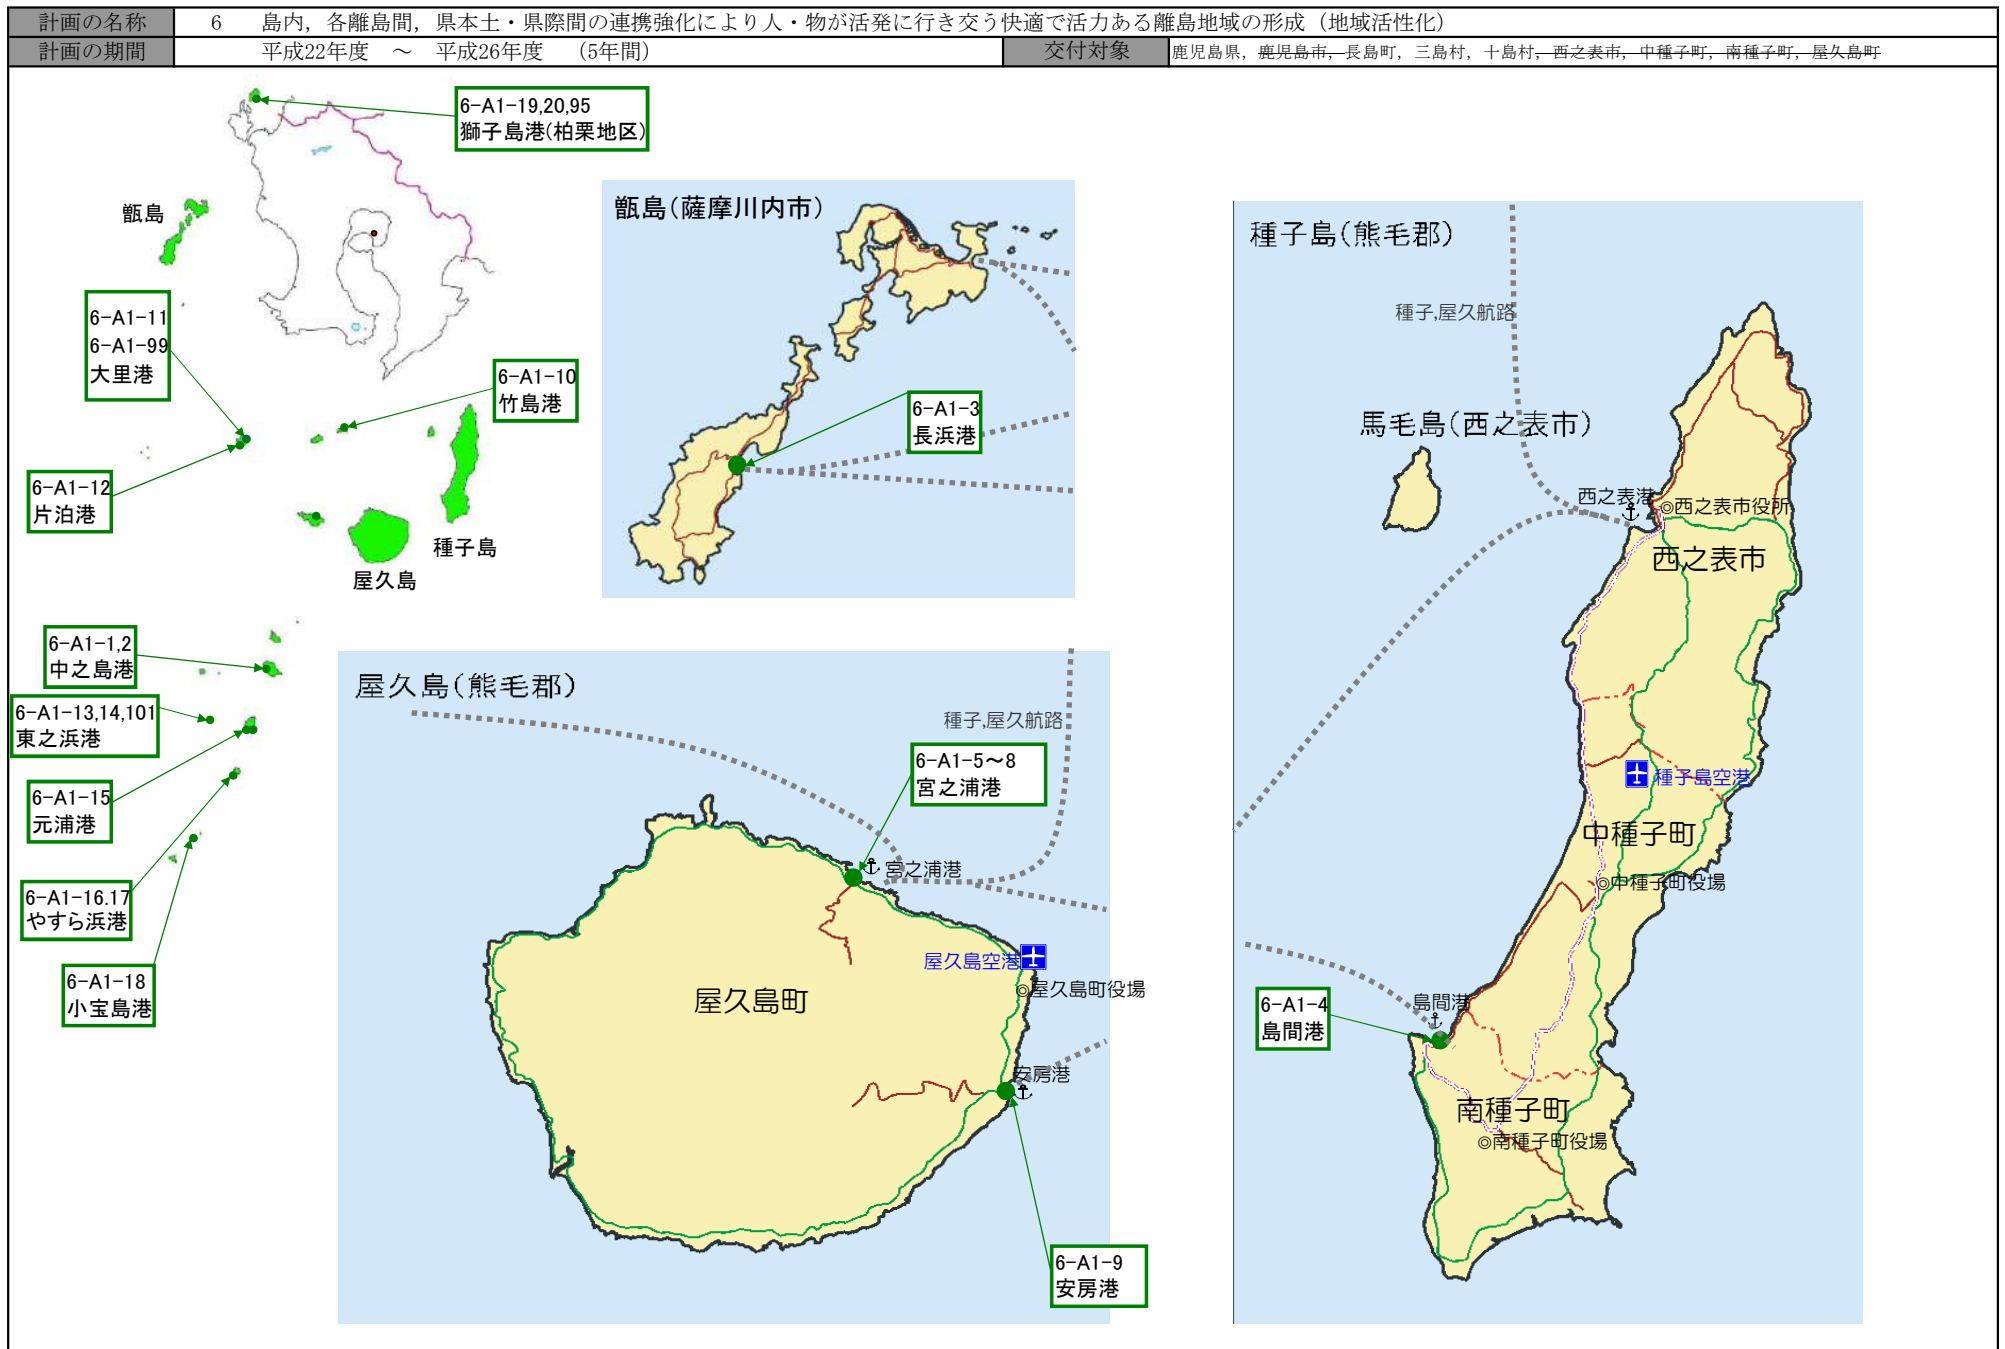 計画の名称 6 島内，各離島間，県本土・県際間の連携強化により人・物が活発に行き交う快適で活力ある離島地域の形成（地域活性化）
計画の期間 平成22年度 ～ 平成26年度 （5年間） 交付対象 鹿児島県，鹿児島市，長島町，三島村，十島村，西之表市，中種子町，南種子町，屋久島町
6-A1-19,20,95
獅子島港(柏栗地区)
甑島
6-A1-11
6-A1-99
大里港
6-A1-10
竹島港
6-A1-12
片泊港
種子島
屋久島
6-A1-1,2
中之島港
6-A1-13,14,101
東之浜港
6-A1-15
元浦港
6-A1-16.17
やすら浜港
6-A1-18
小宝島港
甑島(薩摩川内市)
6-A1-3
長浜港
屋久島(熊毛郡)
種子,屋久航路
6-A1-5～8
宮之浦港
宮之浦港
屋久島空港
◎屋久島町役場
屋久島町
安房港
6-A1-9
安房港
種子島(熊毛郡)
種子,屋久航路
馬毛島(西之表市)
西之表港
◎西之表市役所
西之表市
種子島空港
中種子町
◎中種子町役場
6-A1-4
島間港
島間港
南種子町
◎南種子町役場